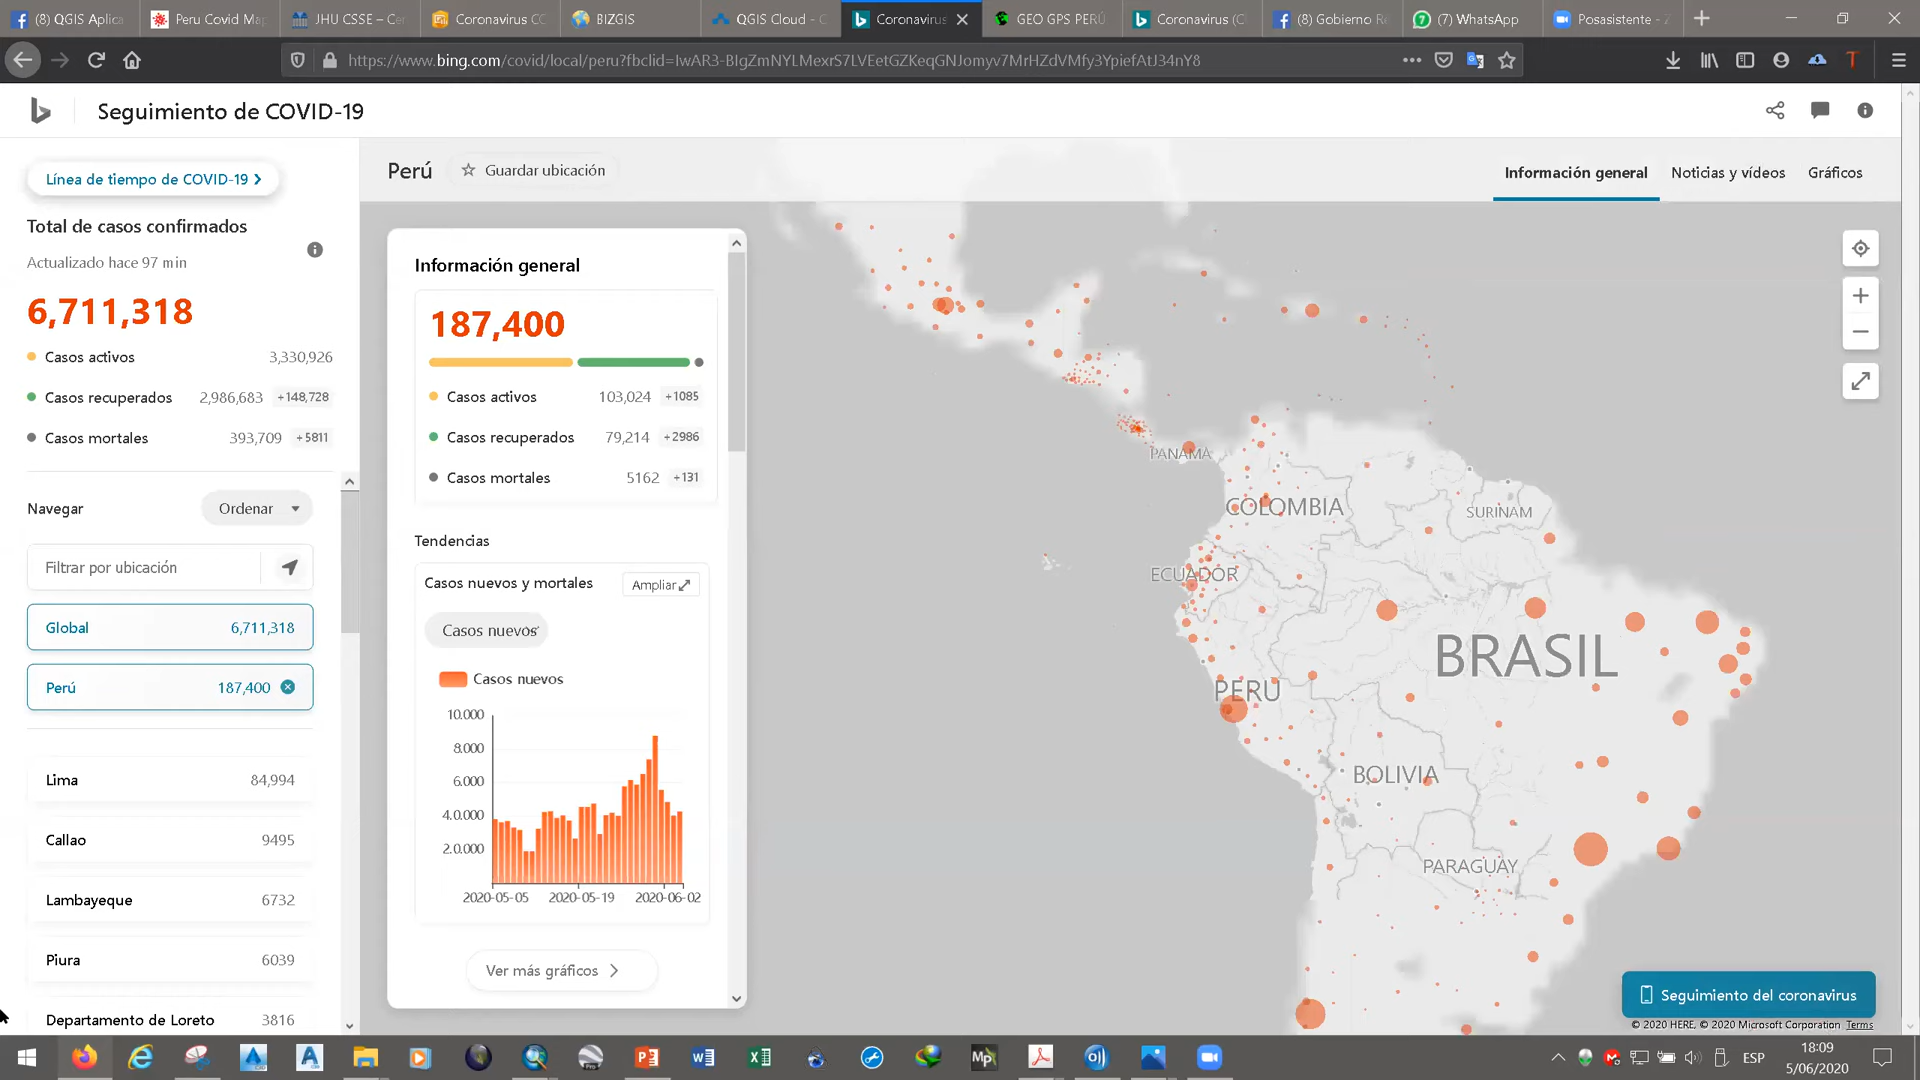 (8) QGIS Aplica
Peru Covid Ma
JHU CSSE – Ce
Coronavirus CO
BIZGIS
QGIS Cloud - C
Coronavirus
GEO GPS PERÚ
Coronavirus (C
(8) Gobierno Re
(7) WhatsApp
Posasistente - Z
https://www.bing.com/covid/local/peru?fbclid=IwAR3-BIgZmNYLMexrS7LVEetGZKeqGNJomyv7MrHZdVMfy3YpiefAtJ34nY8
Seguimiento de COVID-19
Línea de tiempo de COVID-19
Total de casos confirmados
Actualizado hace 97 min
6,711,318
Casos activos 3,330,926
Casos recuperados 2,986,683 +148,728
Casos mortales 393,709 +5811
Navegar
Ordenar
Filtrar por ubicación
Global 6,711,318
Perú 187,400
Lima 84,994
Callao 9495
Lambayeque 6732
Piura 6039
Departamento de Loreto 3816
Perú
Guardar ubicación
Información general
Noticias y vídeos
Gráficos
Información general
187,400
Casos activos 103,024 +1085
Casos recuperados 79,214 +2986
Casos mortales 5162 +131
Tendencias
Casos nuevos y mortales
Ampliar
Casos nuevos
Casos nuevos
10.000
8.000
6.000
4.0.000
2.0.000
2020-05-05 2020-05-19 2020-06-02
Ver más gráficos
PANAMÁ
COLOMBIA
SURINAM
ECUADOR
BRASIL
PERÚ
BOLIVIA
PARAGUAY
Seguimiento del coronavirus
© 2020 HERE, © 2020 Microsoft Corporation Terms
ESP
18:09
5/06/2020